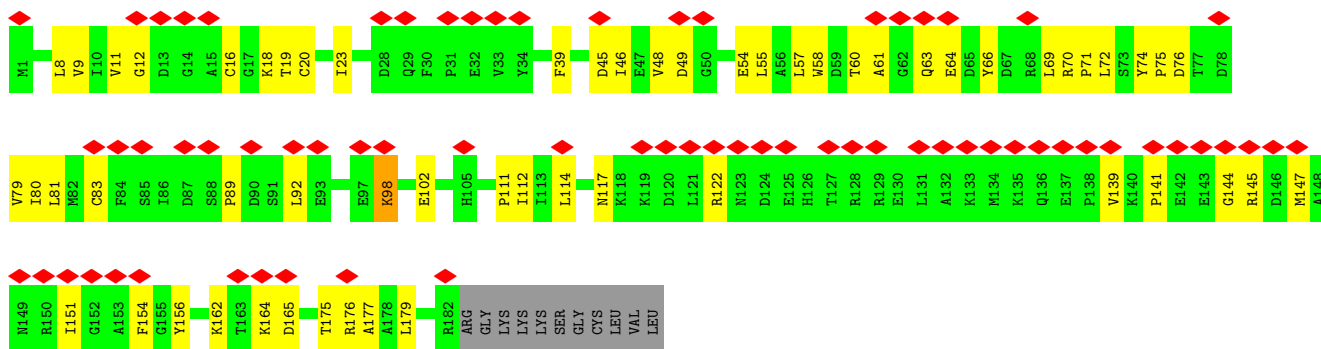 M1 L8 V9 I10 V11 G12 D13 G14 A15 C16 G17 K18 T19 C20 I23 D28 Q29 F30 P31 E32 V33 Y34 F39 D45 I46 E47 V48 D49 G50 E54 L55 A56 L57 W58 D59 T60 A61 G62 Q63 E64 D65 Y66 D67 R68 L69 R70 P71 L72 S73 Y74 P75 D76 T77 D78
V79 I80 L81 M82 C83 F84 S85 I86 D87 S88 P89 D90 S91 L92 E93 E97 K98 E102 H105 P111 I112 I113 L114 N117 K118 K119 D120 L121 R122 N123 D124 E125 H126 T127 R128 R129 E130 L131 A132 K133 M134 K135 Q136 E137 P138 V139 K140 P141 E142 E143 G144 R145 D146 M147 A148
N149 R150 I151 G152 A153 F154 G155 Y156 K162 T163 K164 D165 T175 R176 A177 A178 L179 R182 ARG GLY LYS LYS LYS SER GLY CYS LEU VAL LEU